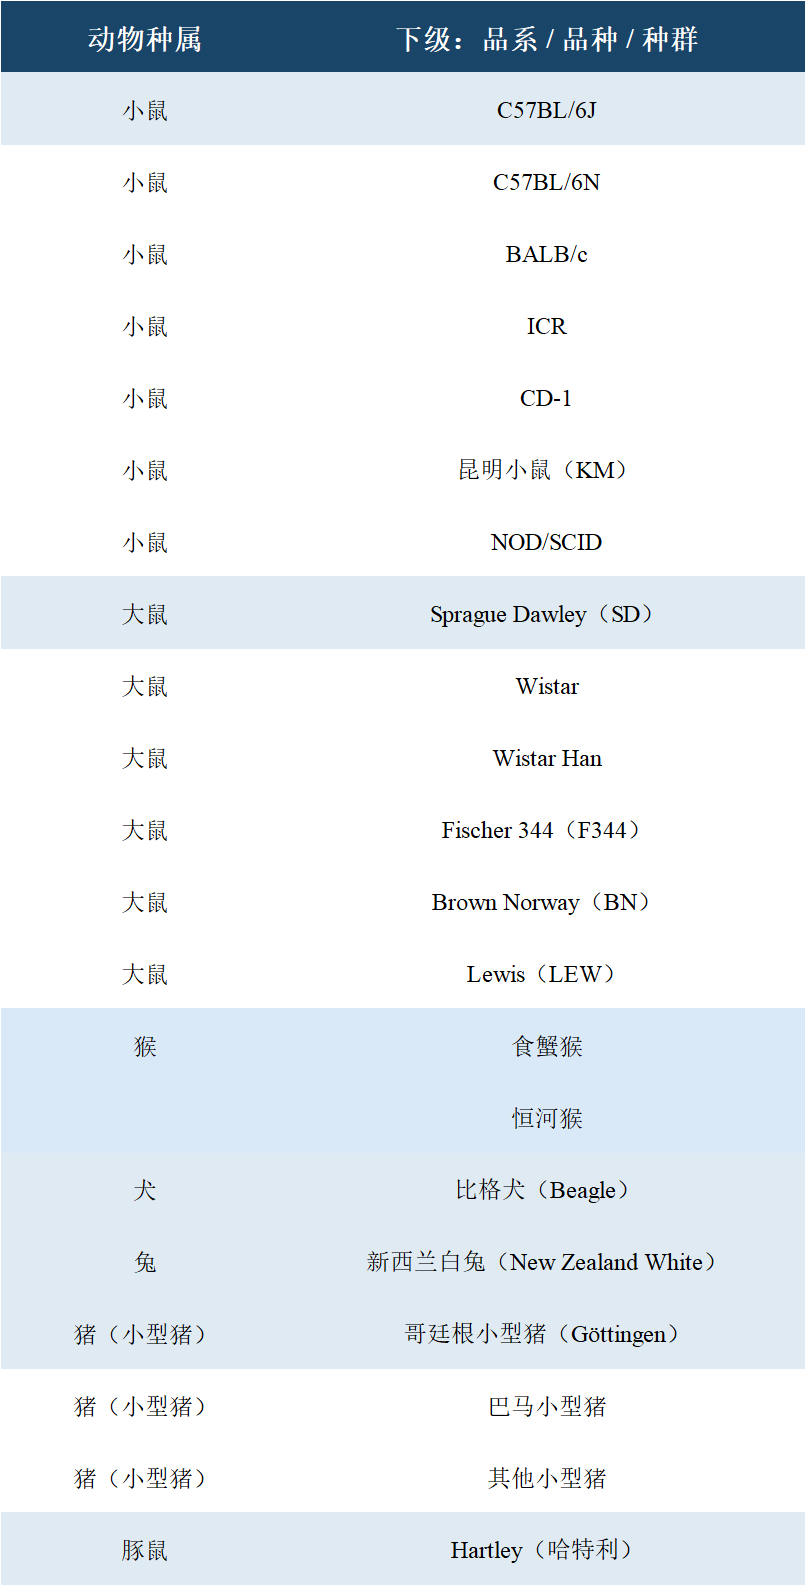 动物种属 下级：品系 / 品种 / 种群
小鼠 C57BL/6J
小鼠 C57BL/6N
小鼠 BALB/c
小鼠 ICR
小鼠 CD-1
小鼠 昆明小鼠（KM）
小鼠 NOD/SCID
大鼠 Sprague Dawley（SD）
大鼠 Wistar
大鼠 Wistar Han
大鼠 Fischer 344（F344）
大鼠 Brown Norway（BN）
大鼠 Lewis（LEW）
猴 食蟹猴
恒河猴
犬 比格犬（Beagle）
兔 新西兰白兔（New Zealand White）
猪（小型猪） 哥廷根小型猪（Göttingen）
猪（小型猪） 巴马小型猪
猪（小型猪） 其他小型猪
豚鼠 Hartley（哈特利）